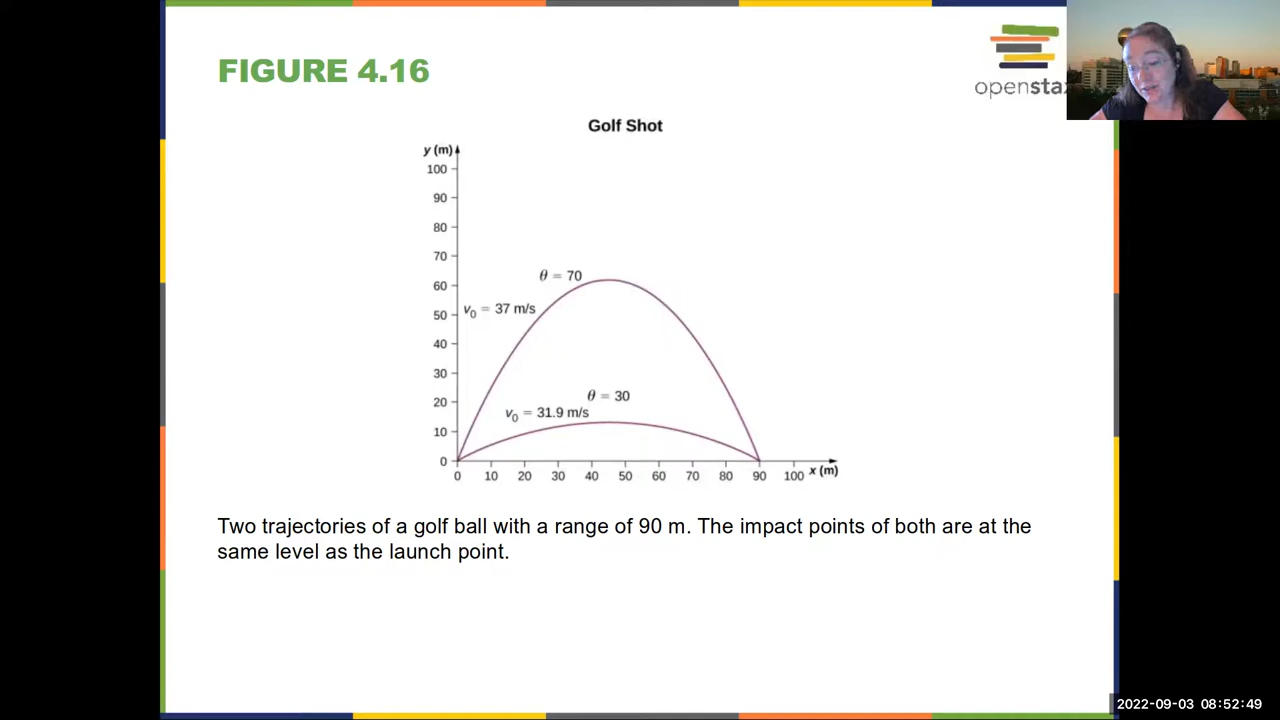 FIGURE 4.16
openstax
Golf Shot
y (m)
100
90
80
70
60
50
40
30
20
10
0
θ = 70
v₀ = 37 m/s
θ = 30
v₀ = 31.9 m/s
0 10 20 30 40 50 60 70 80 90 100 x (m)
Two trajectories of a golf ball with a range of 90 m. The impact points of both are at the
same level as the launch point.
2022-09-03 08:52:49